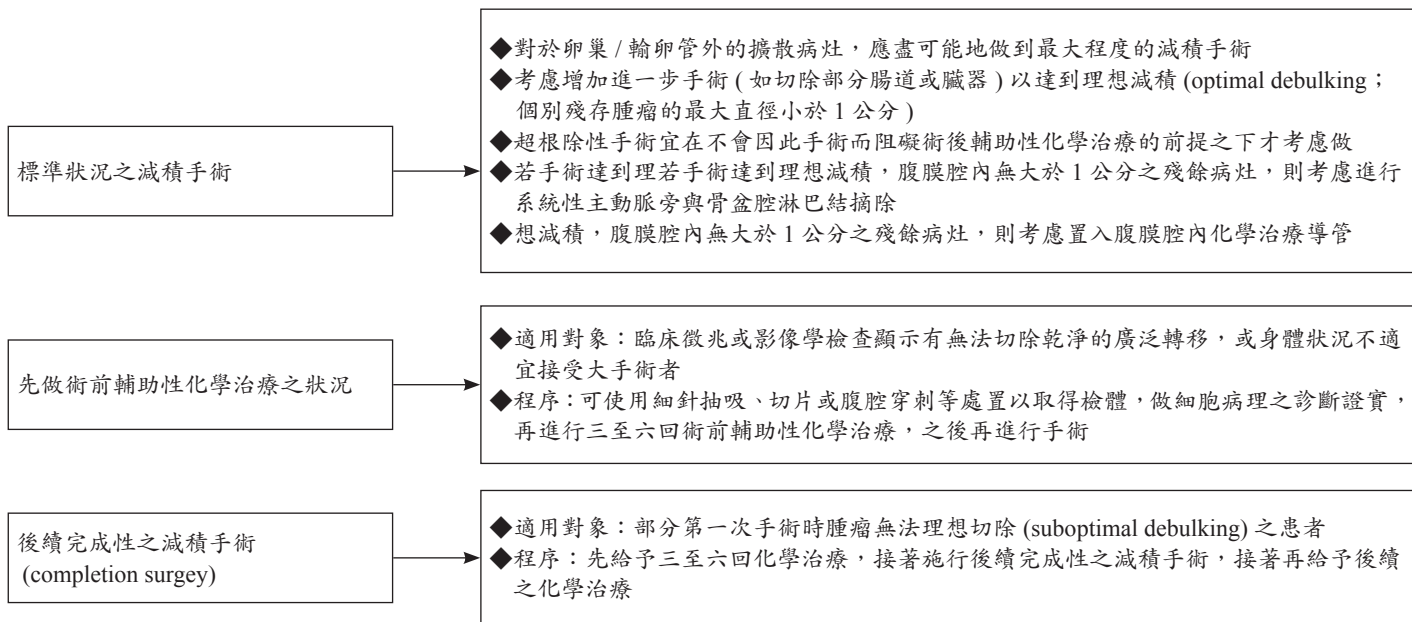 標準狀況之減積手術
◆對於卵巢 / 輸卵管外的擴散病灶，應盡可能地做到最大程度的減積手術
◆考慮增加進一步手術 ( 如切除部分腸道或臟器 ) 以達到理想減積 (optimal debulking；
個別殘存腫瘤的最大直徑小於 1 公分 )
◆超根除性手術宜在不會因此手術而阻礙術後輔助性化學治療的前提之下才考慮做
◆若手術達到理若手術達到理想減積，腹膜腔內無大於 1 公分之殘餘病灶，則考慮進行
系統性主動脈旁與骨盆腔淋巴結摘除
◆想減積，腹膜腔內無大於 1 公分之殘餘病灶，則考慮置入腹膜腔內化學治療導管
先做術前輔助性化學治療之狀況
◆適用對象：臨床徵兆或影像學檢查顯示有無法切除乾淨的廣泛轉移，或身體狀況不適
宜接受大手術者
◆程序：可使用細針抽吸、切片或腹腔穿刺等處置以取得檢體，做細胞病理之診斷證實，
再進行三至六回術前輔助性化學治療，之後再進行手術
後續完成性之減積手術
(completion surgey)
◆適用對象：部分第一次手術時腫瘤無法理想切除 (suboptimal debulking) 之患者
◆程序：先給予三至六回化學治療，接著施行後續完成性之減積手術，接著再給予後續
之化學治療